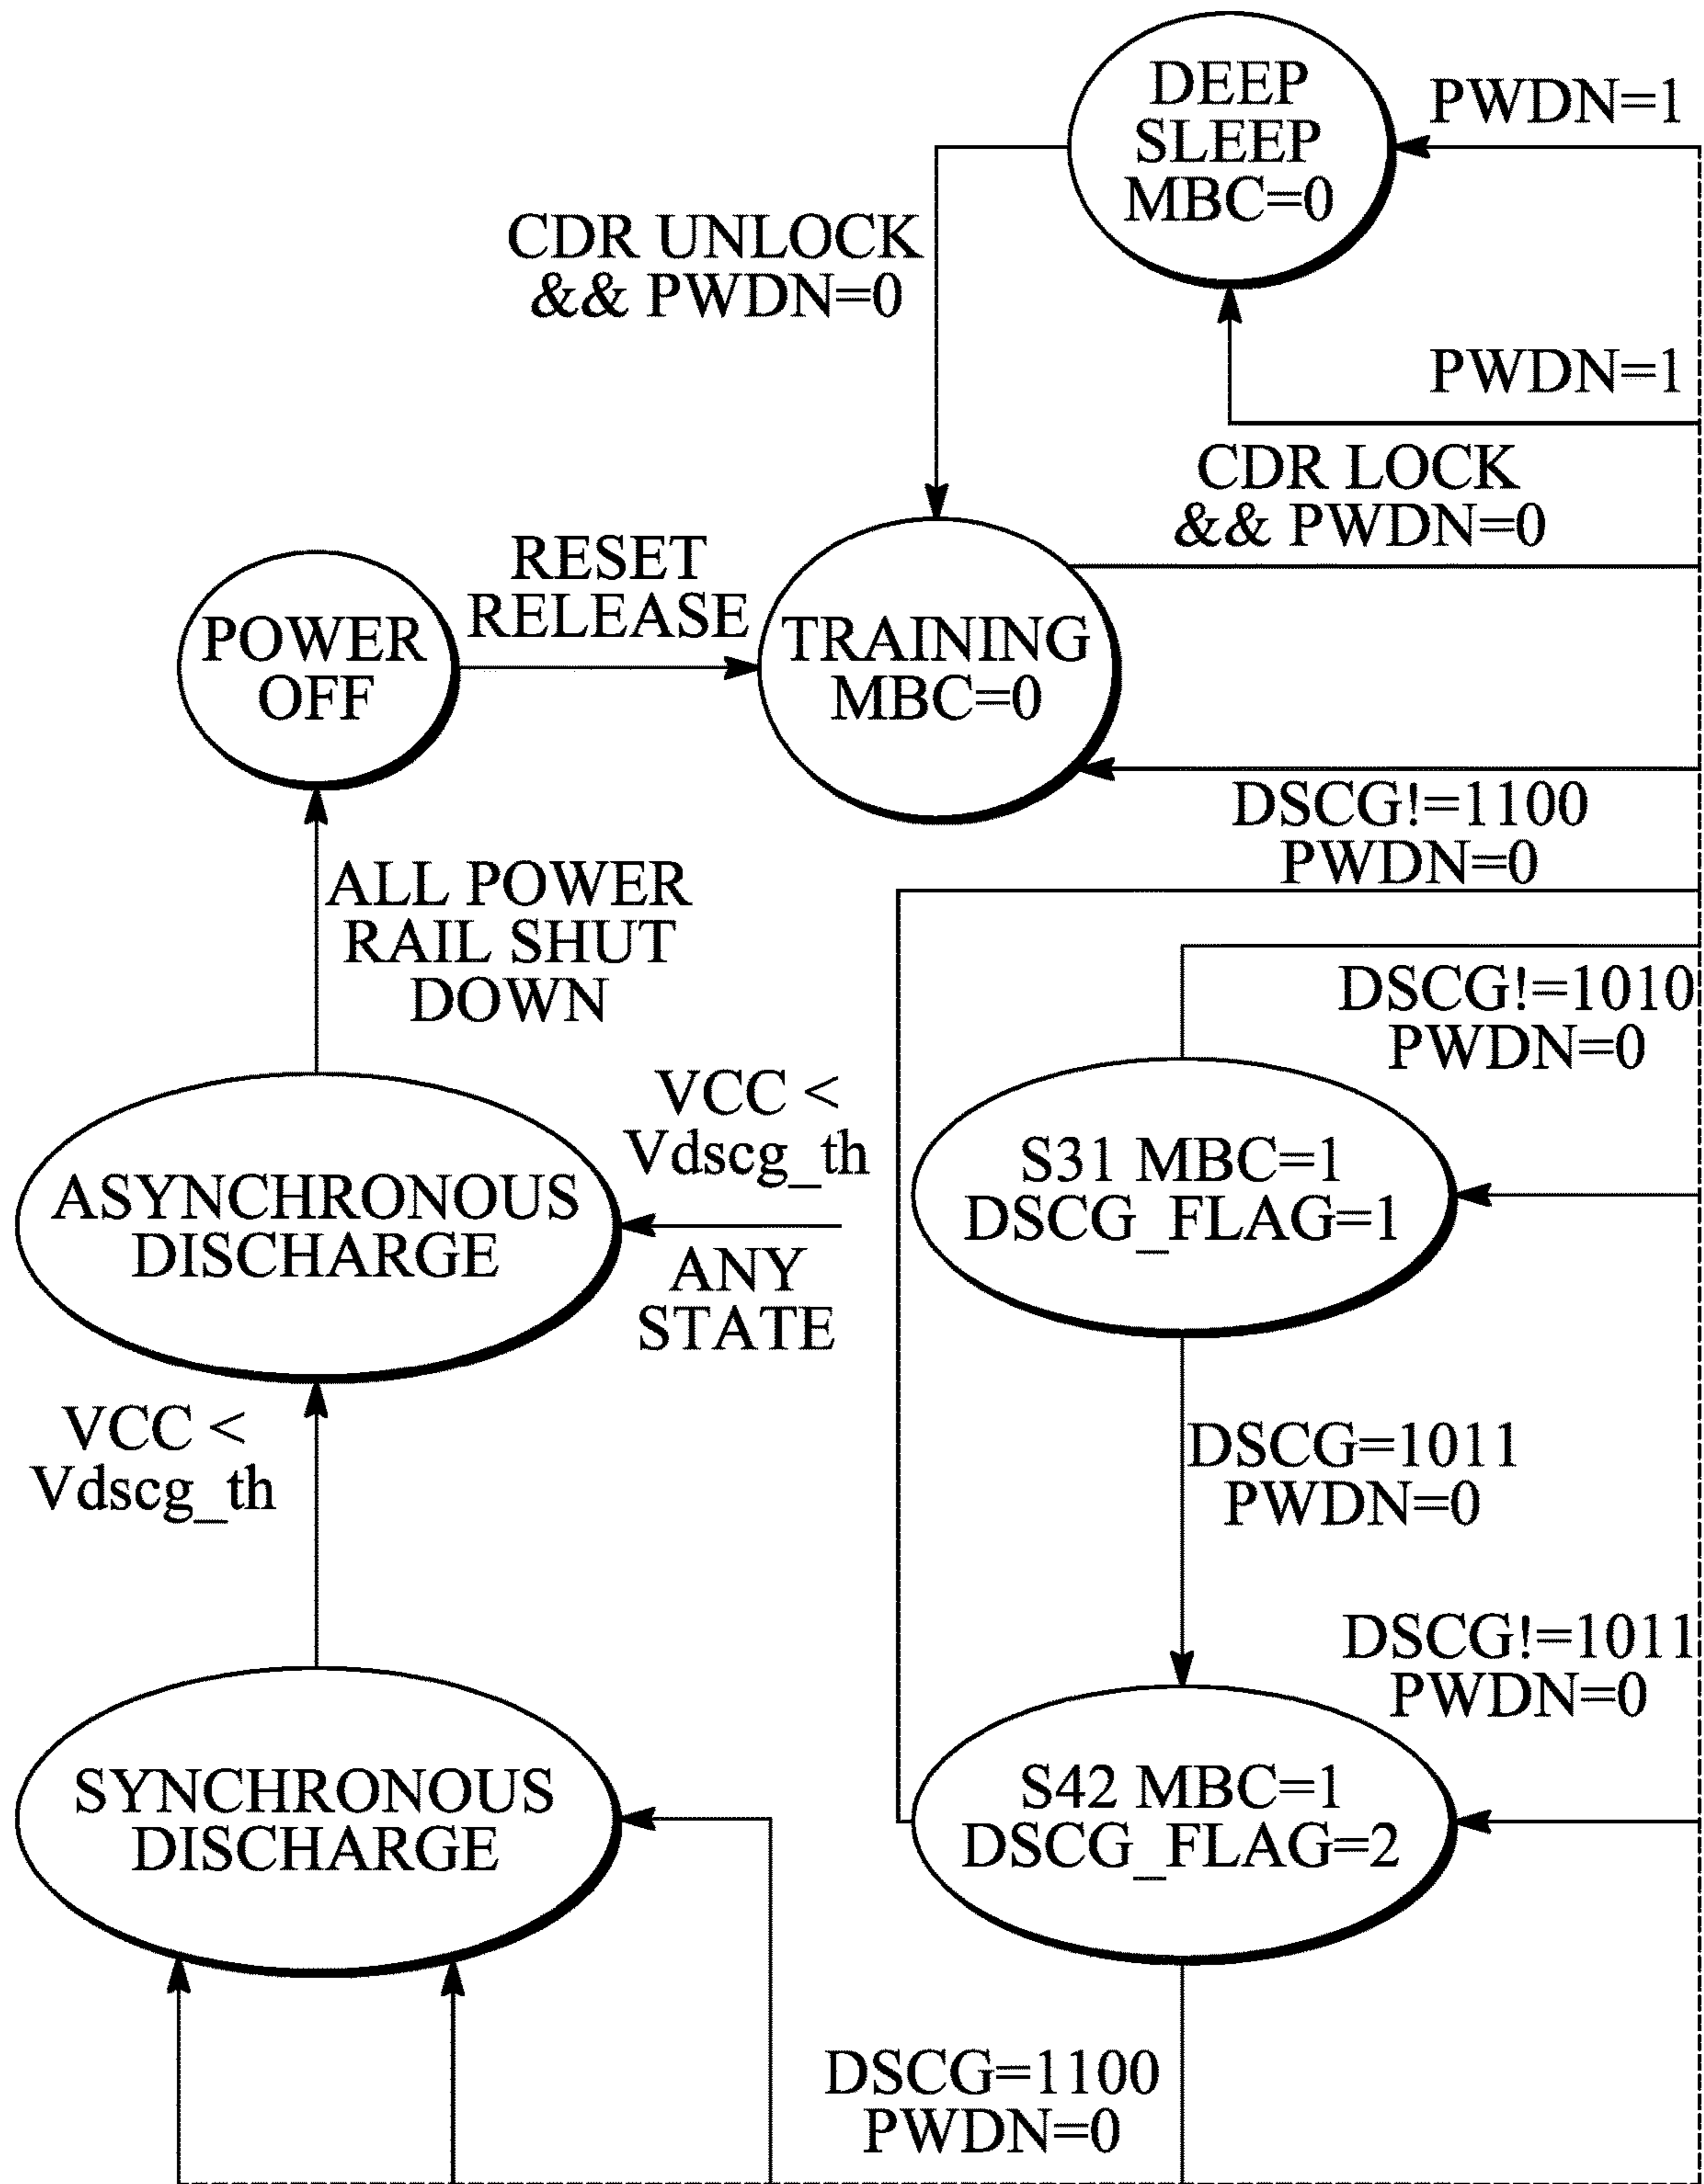 DEEP
SLEEP
MBC=0
PWDN=1
CDR UNLOCK
&& PWDN=0
PWDN=1
CDR LOCK
&& PWDN=0
POWER
OFF
RESET
RELEASE
TRAINING
MBC=0
DSCG!=1100
PWDN=0
ALL POWER
RAIL SHUT
DOWN
DSCG!=1010
PWDN=0
VCC <
Vdscg_th
ASYNCHRONOUS
DISCHARGE
ANY
STATE
S31 MBC=1
DSCG_FLAG=1
VCC <
Vdscg_th
DSCG=1011
PWDN=0
DSCG!=1011
PWDN=0
SYNCHRONOUS
DISCHARGE
S42 MBC=1
DSCG_FLAG=2
DSCG=1100
PWDN=0